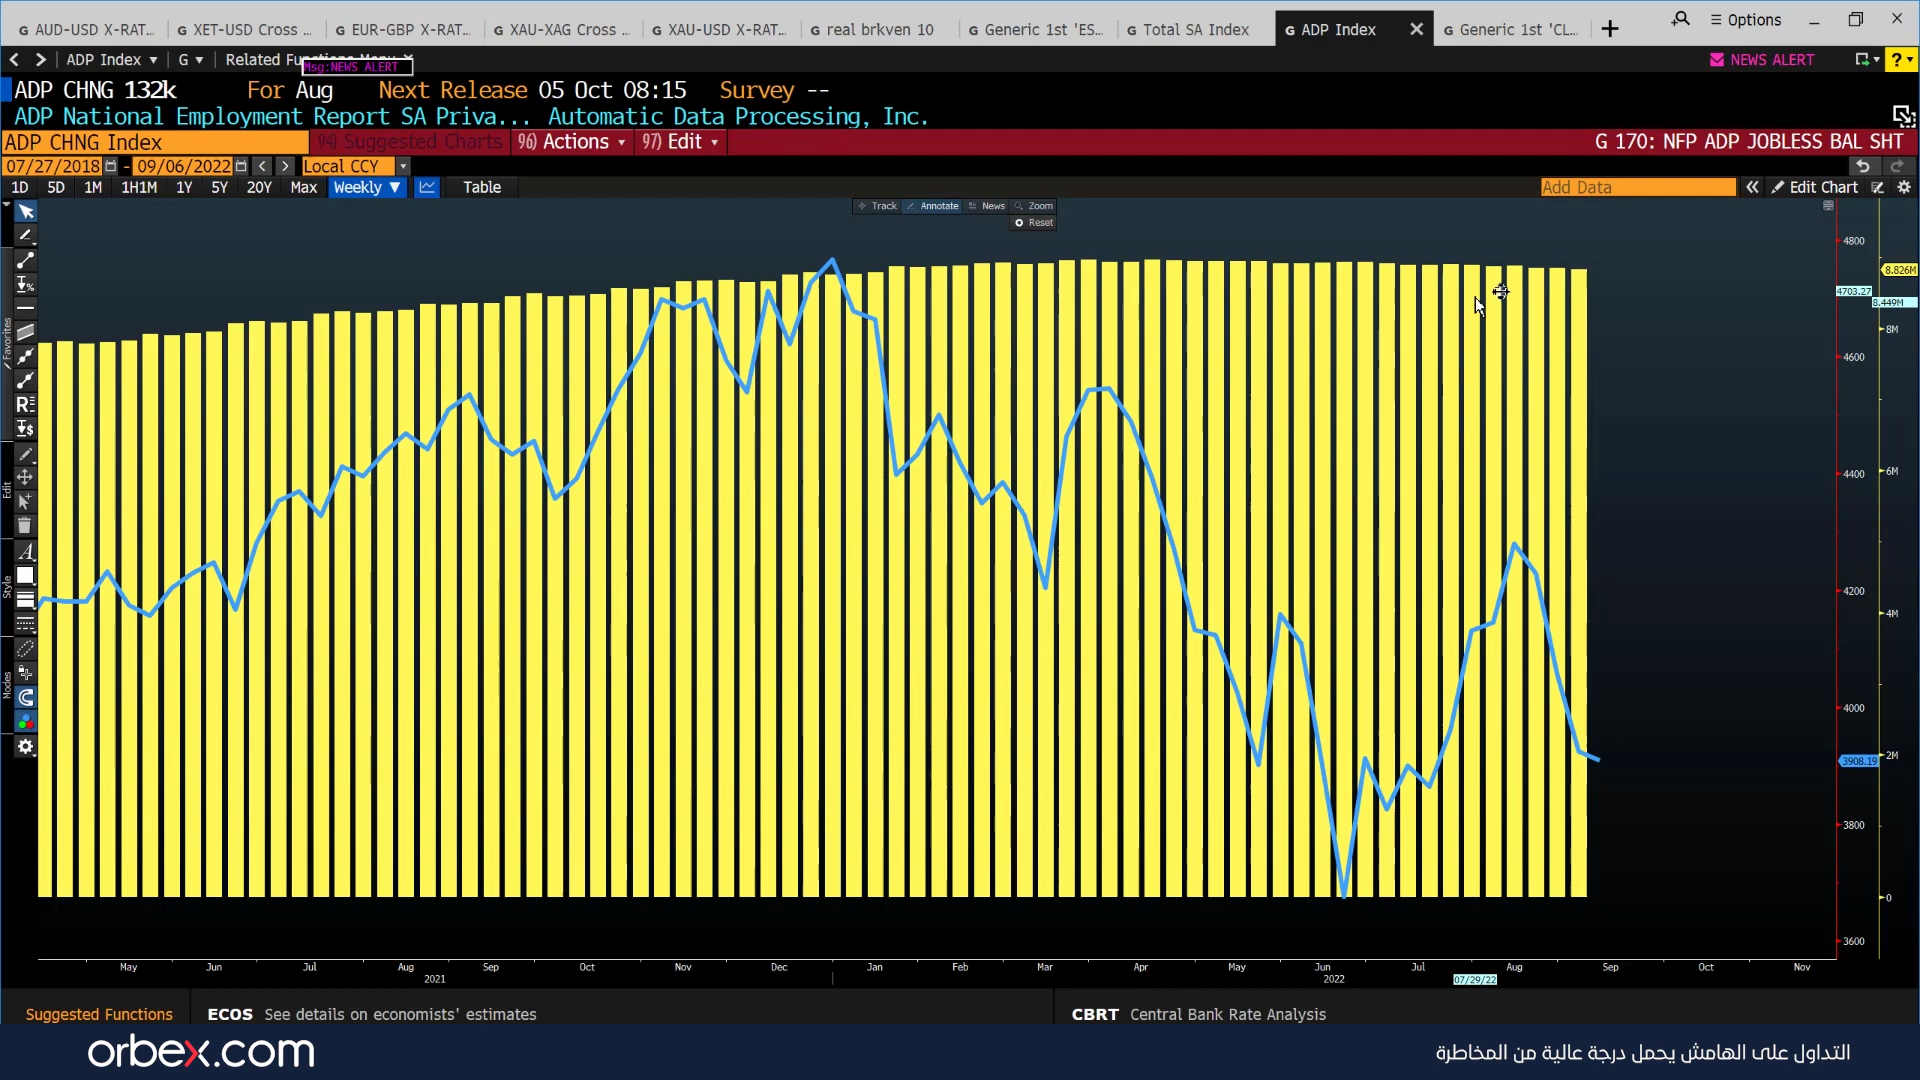 AUD-USD X-RAT...
XET-USD Cross ...
EUR-GBP X-RAT...
XAU-XAG Cross ...
XAU-USD X-RAT...
real brkven 10
Generic 1st 'ES...
Total SA Index
ADP Index
Generic 1st 'CL...
Options
ADP Index G Related Fu
Msg:NEWS ALERT
NEWS ALERT
ADP CHNG 132k For Aug Next Release 05 Oct 08:15 Survey --
ADP National Employment Report SA Priva... Automatic Data Processing, Inc.
ADP CHNG Index 94) Suggested Charts 96) Actions 97) Edit G 170: NFP ADP JOBLESS BAL SHT
07/27/2018 - 09/06/2022 Local CCY
1D 5D 1M 1H1M 1Y 5Y 20Y Max Weekly ▼ Table Add Data « Edit Chart
Track Annotate News Zoom
Reset
Favorites
Edit
Style
Modes
4800
8.826M
4703.27
8.449M
8M
4600
4400
6M
4200
4M
4000
3908.19
2M
3800
0
3600
May Jun Jul Aug Sep Oct Nov Dec Jan Feb Mar Apr May Jun Jul Aug Sep Oct Nov
2021 2022 07/29/22
Suggested Functions ECOS See details on economists' estimates CBRT Central Bank Rate Analysis
orbex.com
التداول على الهامش يحمل درجة عالية من المخاطرة